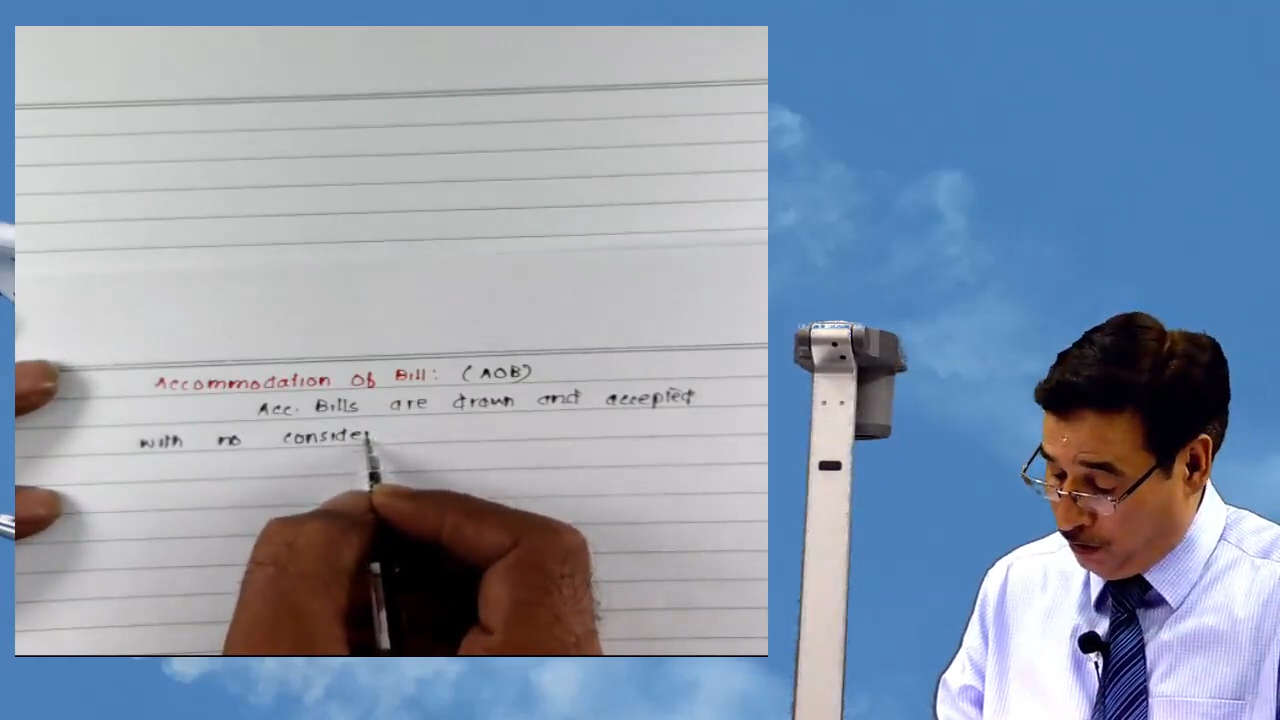 Accommodation of Bill: (AOB)
Acc. Bills are drawn and accepted
with no consider